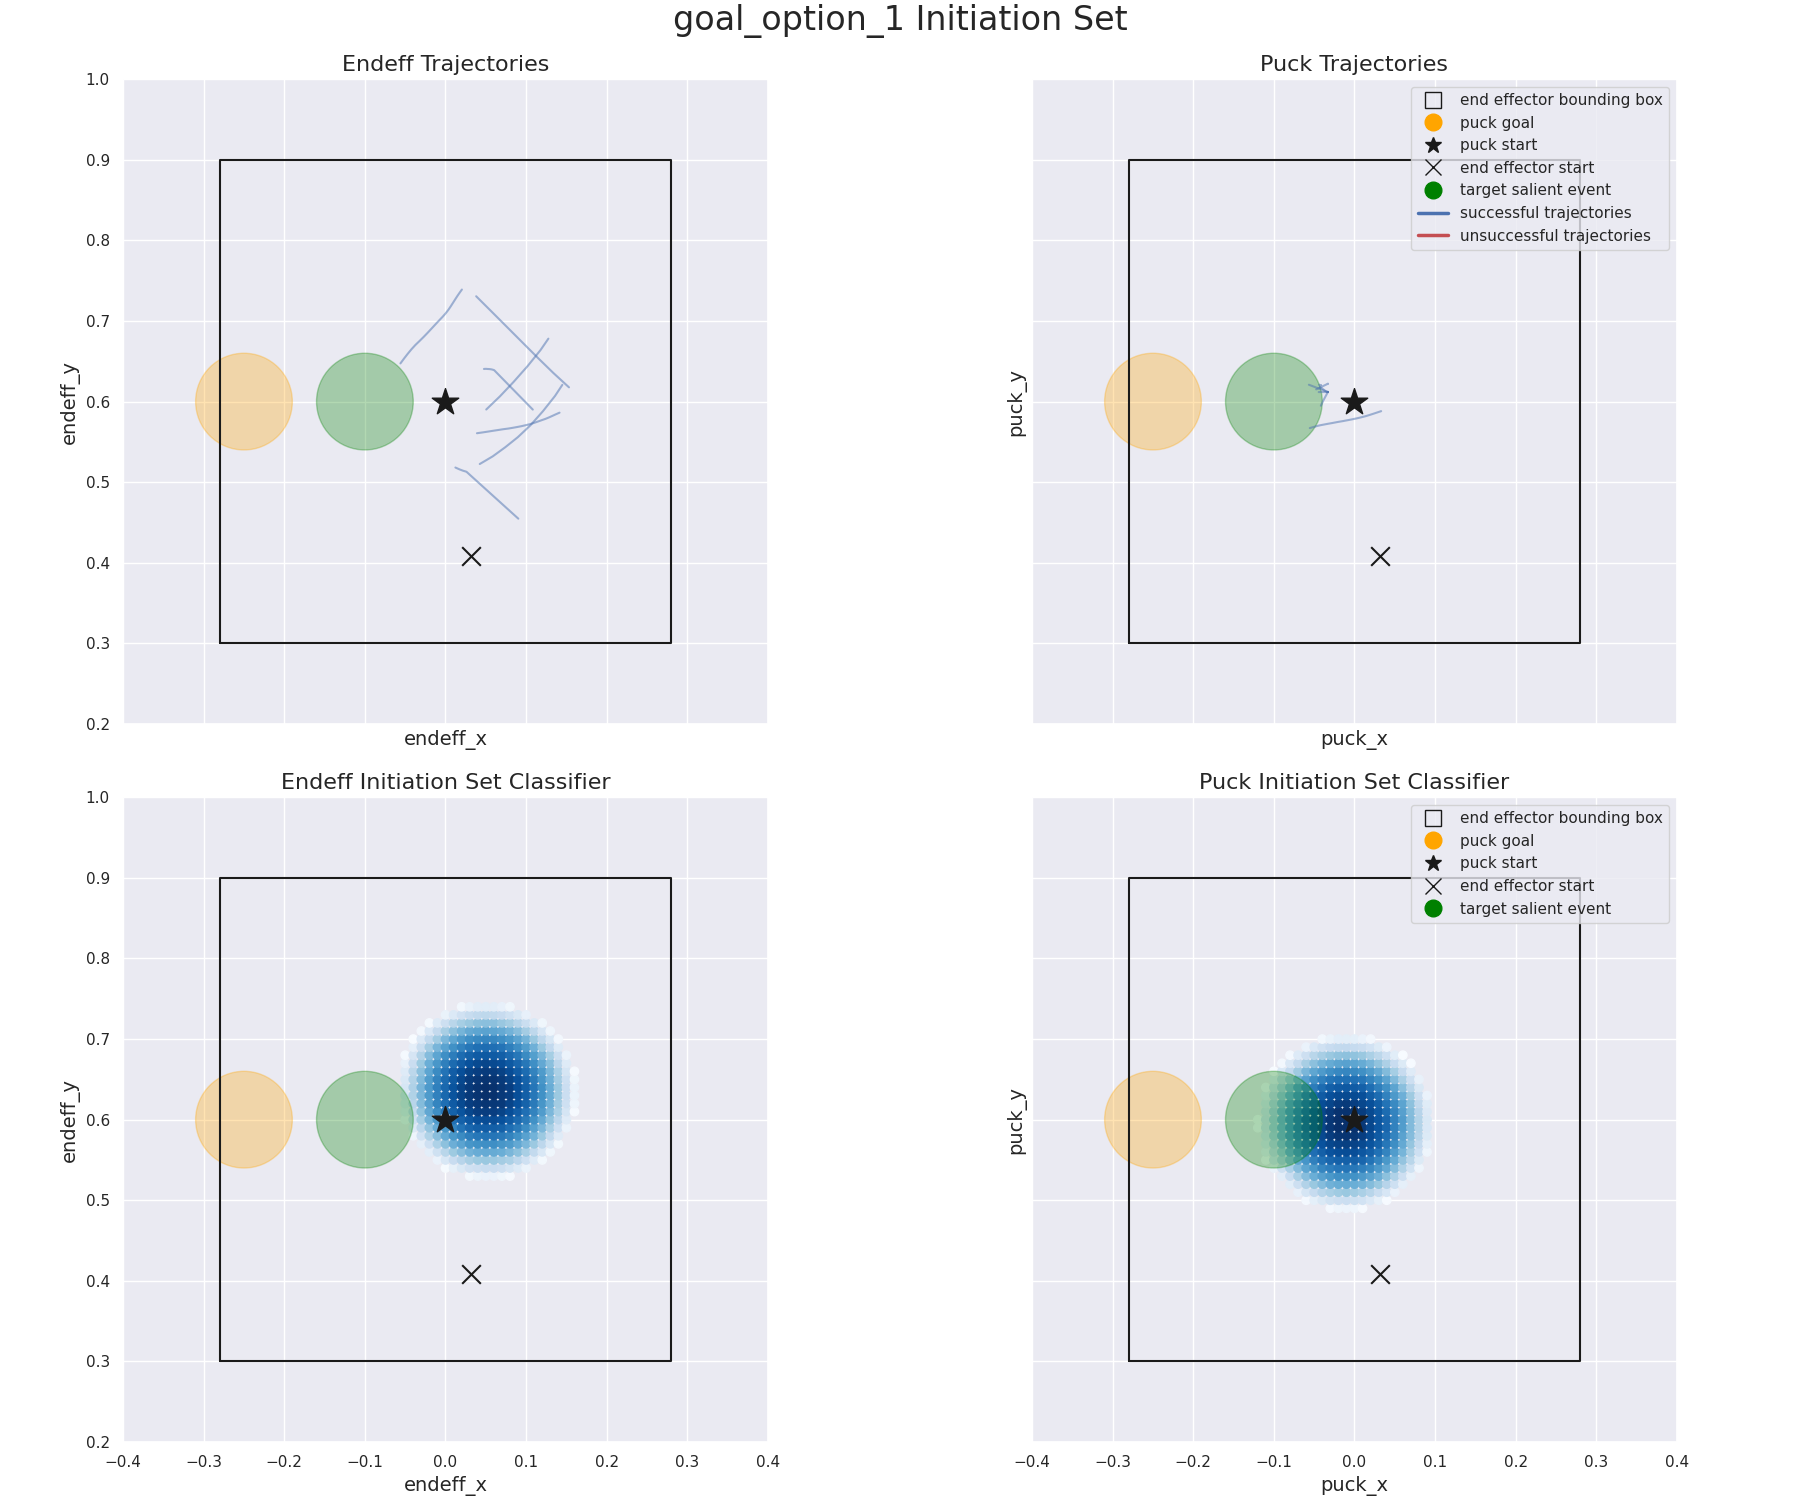 goal_option_1 Initiation Set
Endeff Trajectories
endeff_y
1.0
0.9
0.8
0.7
0.6
0.5
0.4
0.3
0.2
endeff_x
Puck Trajectories
puck_y
end effector bounding box
puck goal
puck start
end effector start
target salient event
successful trajectories
unsuccessful trajectories
puck_x
Endeff Initiation Set Classifier
endeff_y
1.0
0.9
0.8
0.7
0.6
0.5
0.4
0.3
0.2
−0.4 −0.3 −0.2 −0.1 0.0 0.1 0.2 0.3 0.4
endeff_x
Puck Initiation Set Classifier
puck_y
end effector bounding box
puck goal
puck start
end effector start
target salient event
−0.4 −0.3 −0.2 −0.1 0.0 0.1 0.2 0.3 0.4
puck_x